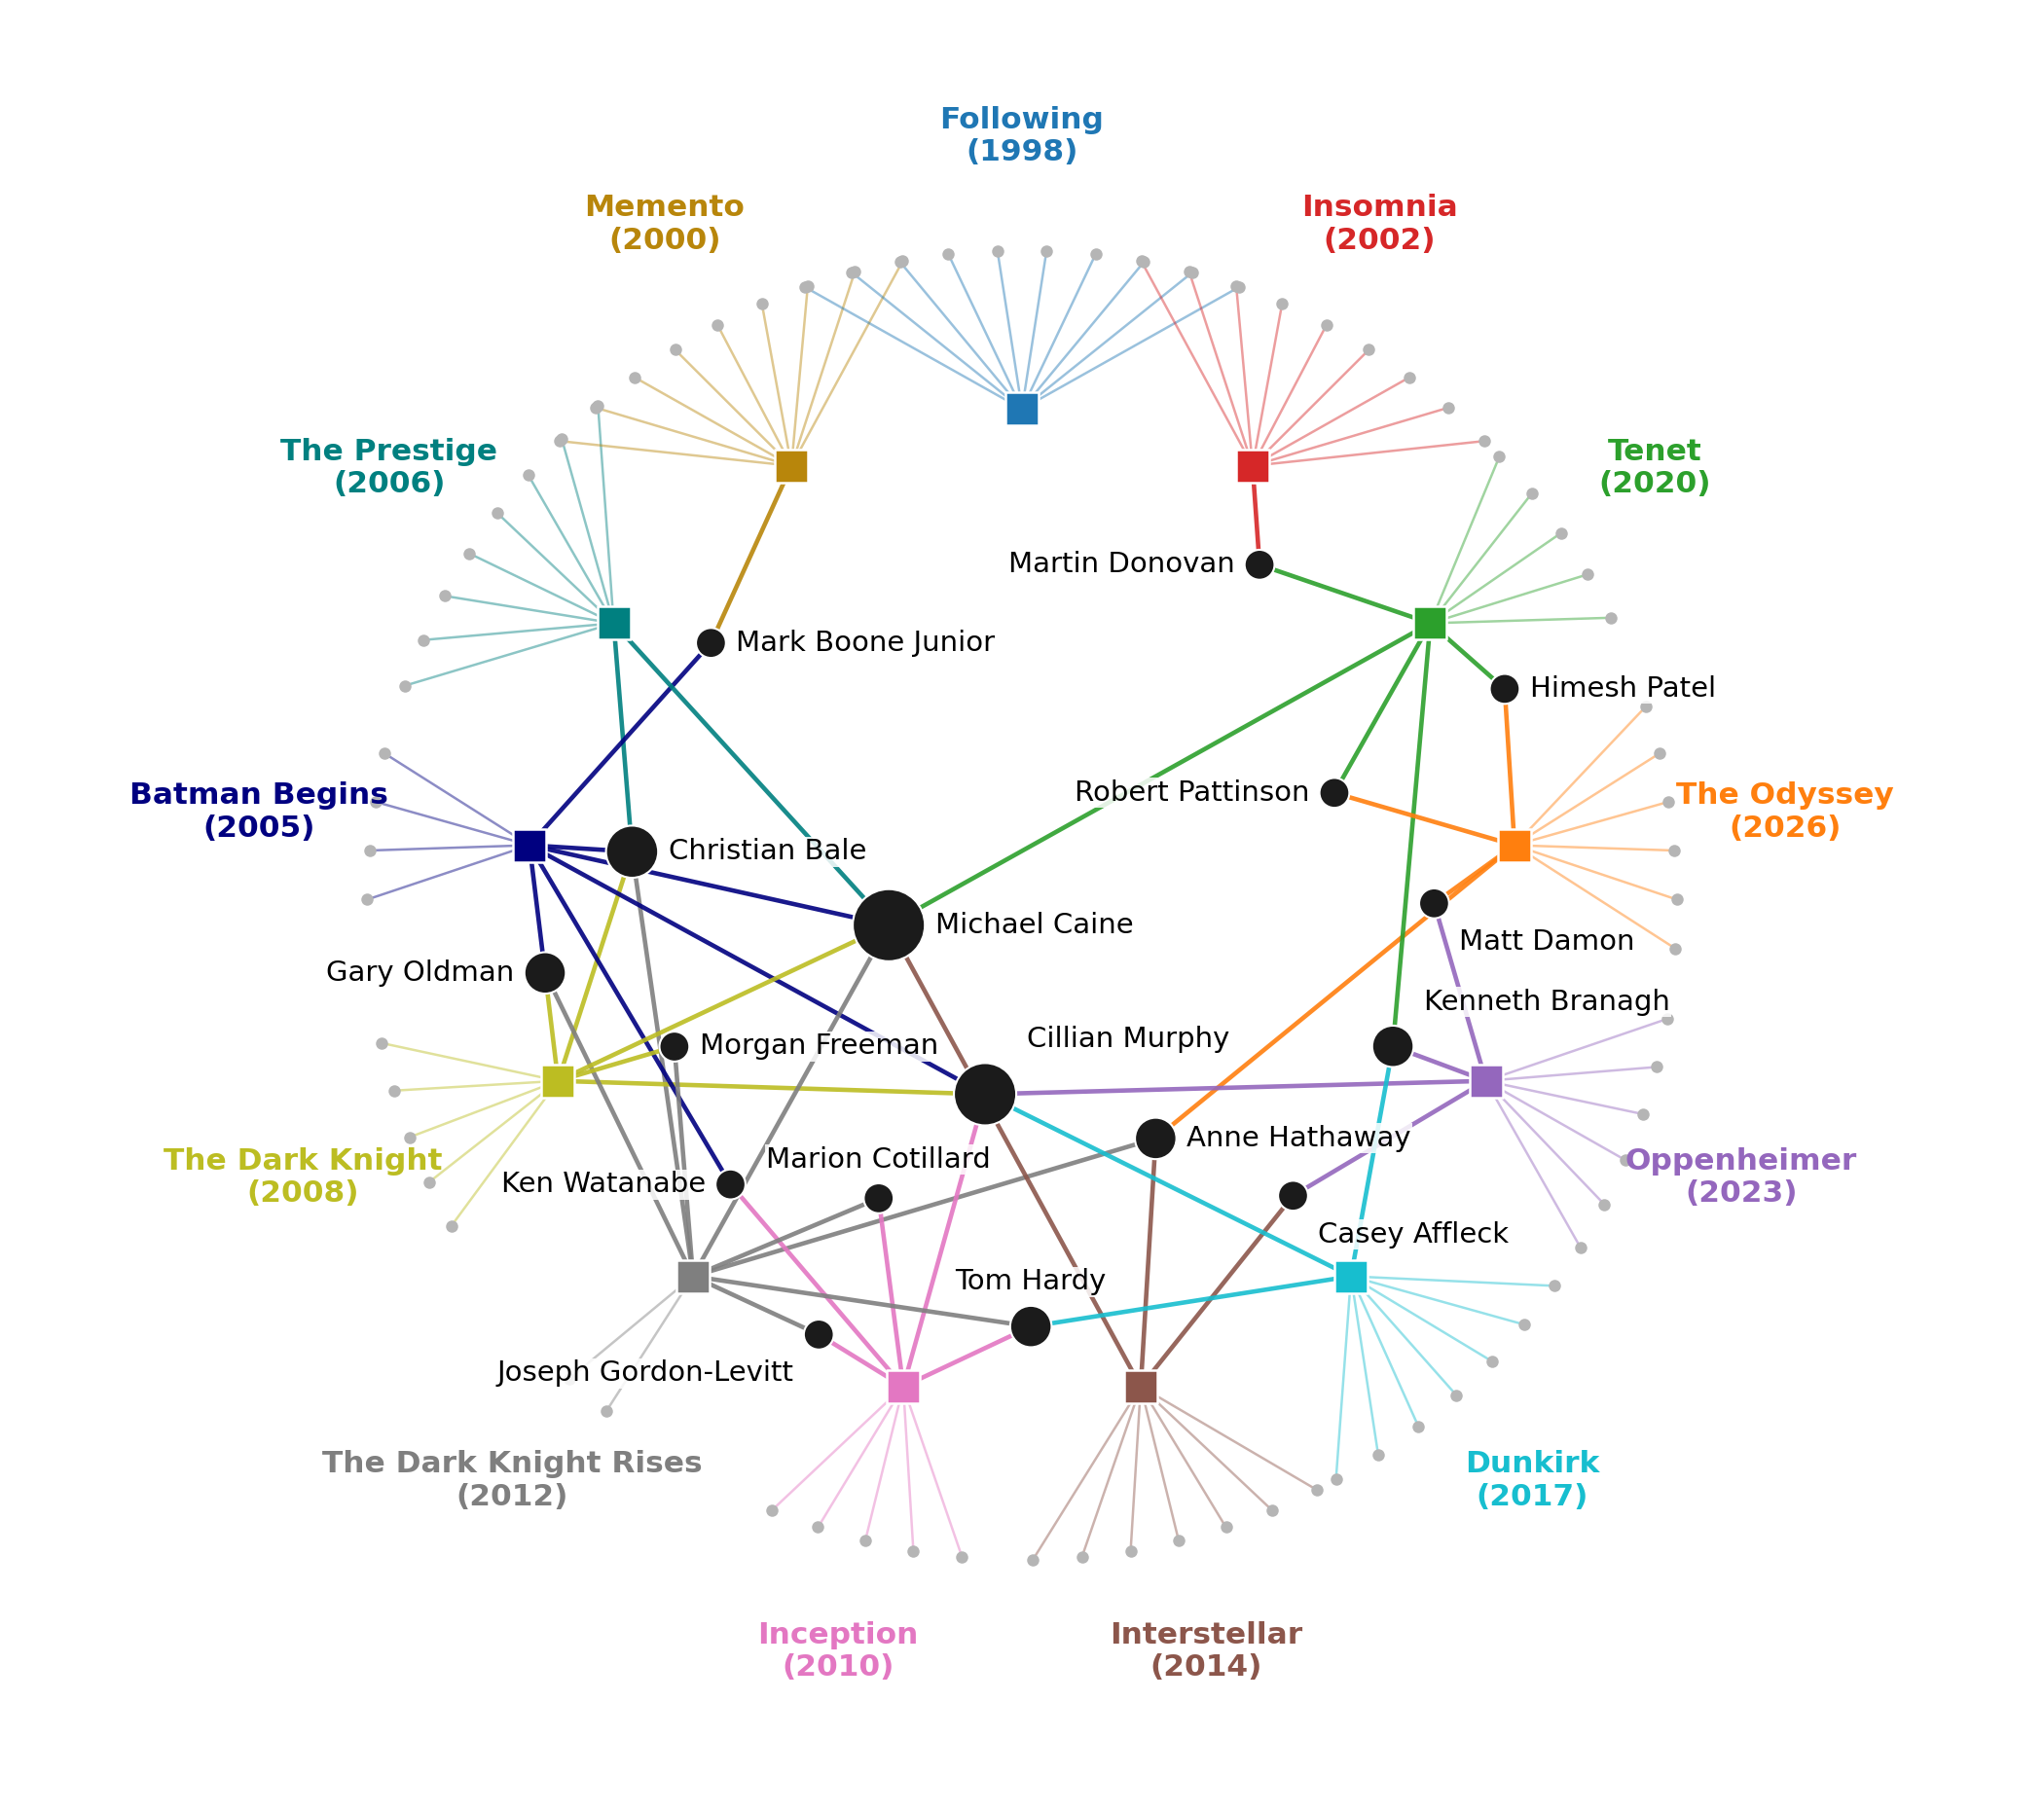 Following
(1998)
Memento
(2000)
Insomnia
(2002)
The Prestige
(2006)
Tenet
(2020)
Martin Donovan
Mark Boone Junior
Himesh Patel
Batman Begins
(2005)
Robert Pattinson
The Odyssey
(2026)
Christian Bale
Michael Caine
Matt Damon
Gary Oldman
Kenneth Branagh
Morgan Freeman
Cillian Murphy
Anne Hathaway
The Dark Knight
(2008)
Marion Cotillard
Ken Watanabe
Oppenheimer
(2023)
Casey Affleck
Tom Hardy
Joseph Gordon-Levitt
The Dark Knight Rises
(2012)
Dunkirk
(2017)
Inception
(2010)
Interstellar
(2014)